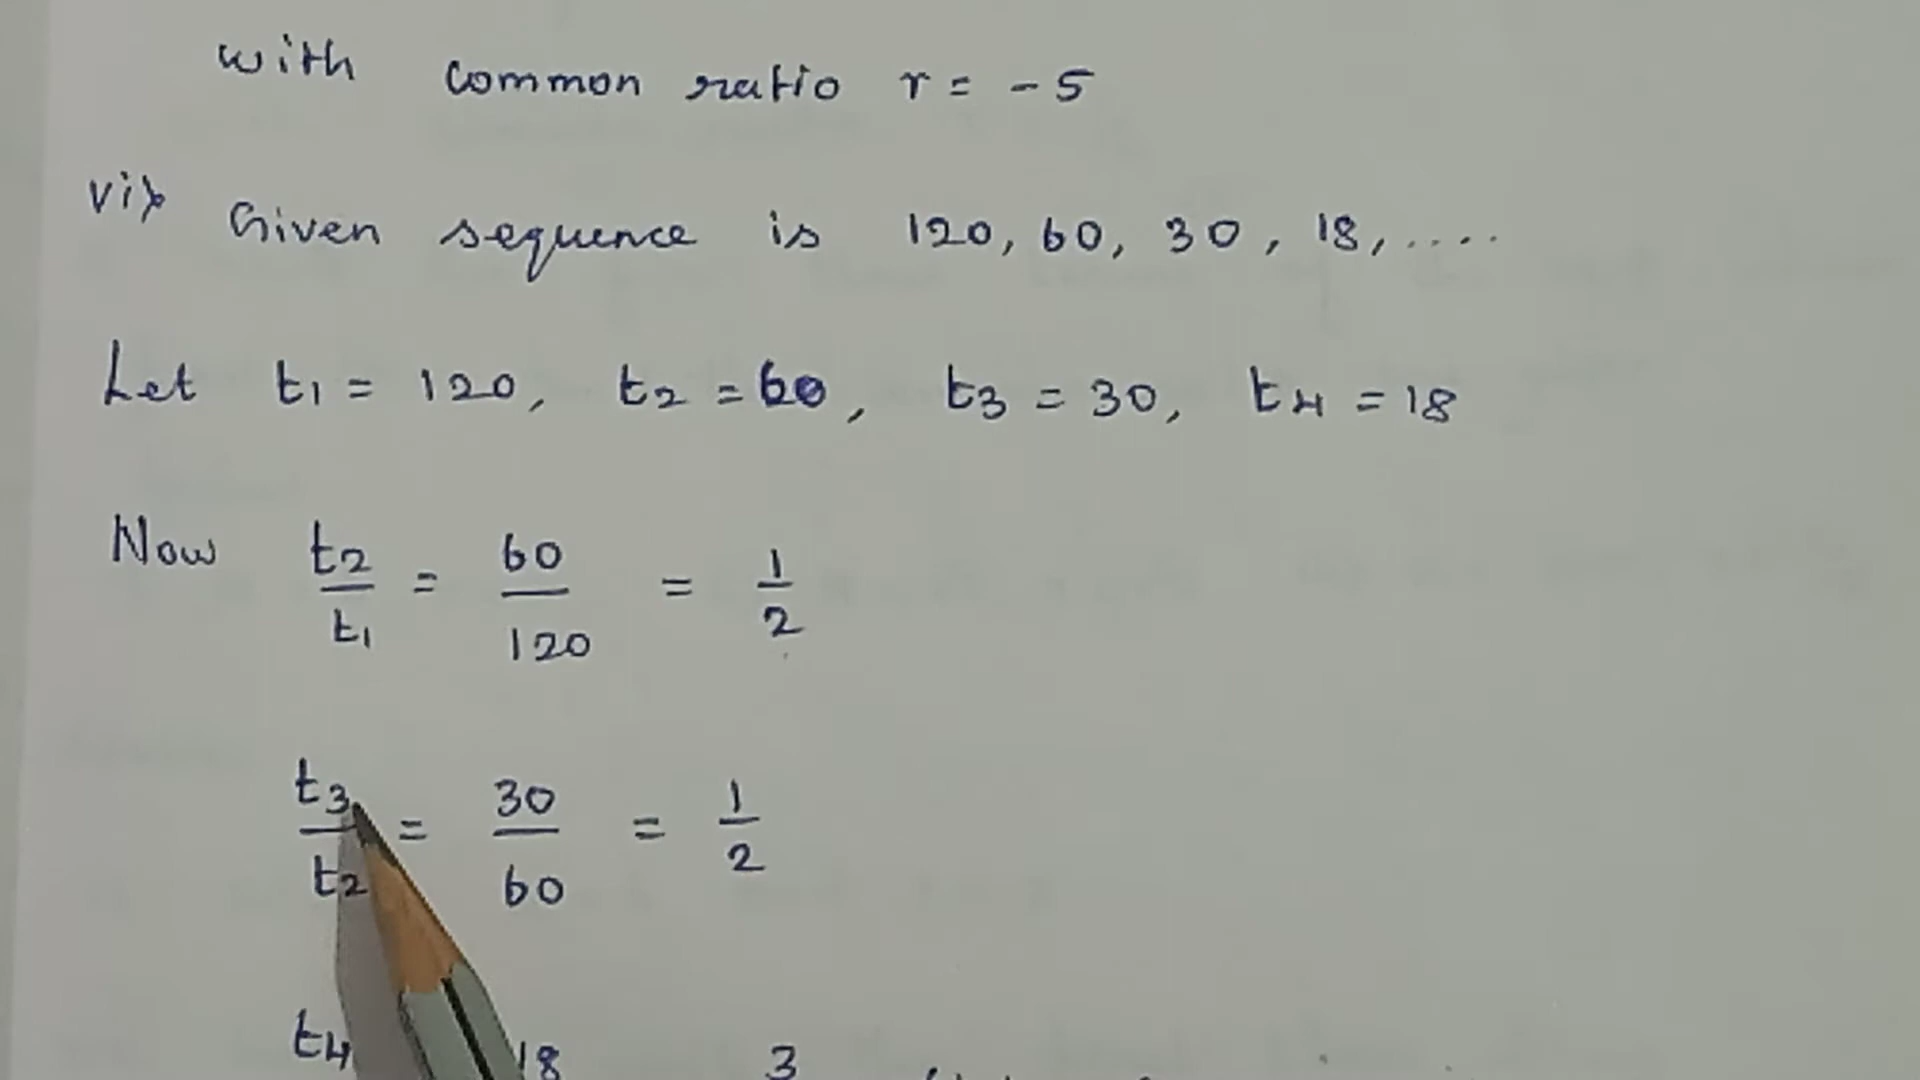 with common ratio r = -5
vi) Given sequence is 120, 60, 30, 18, ....
Let t1 = 120, t2 = 60, t3 = 30, t4 = 18
Now t2/t1 = 60/120 = 1/2
t3/t2 = 30/60 = 1/2
t4 18 3